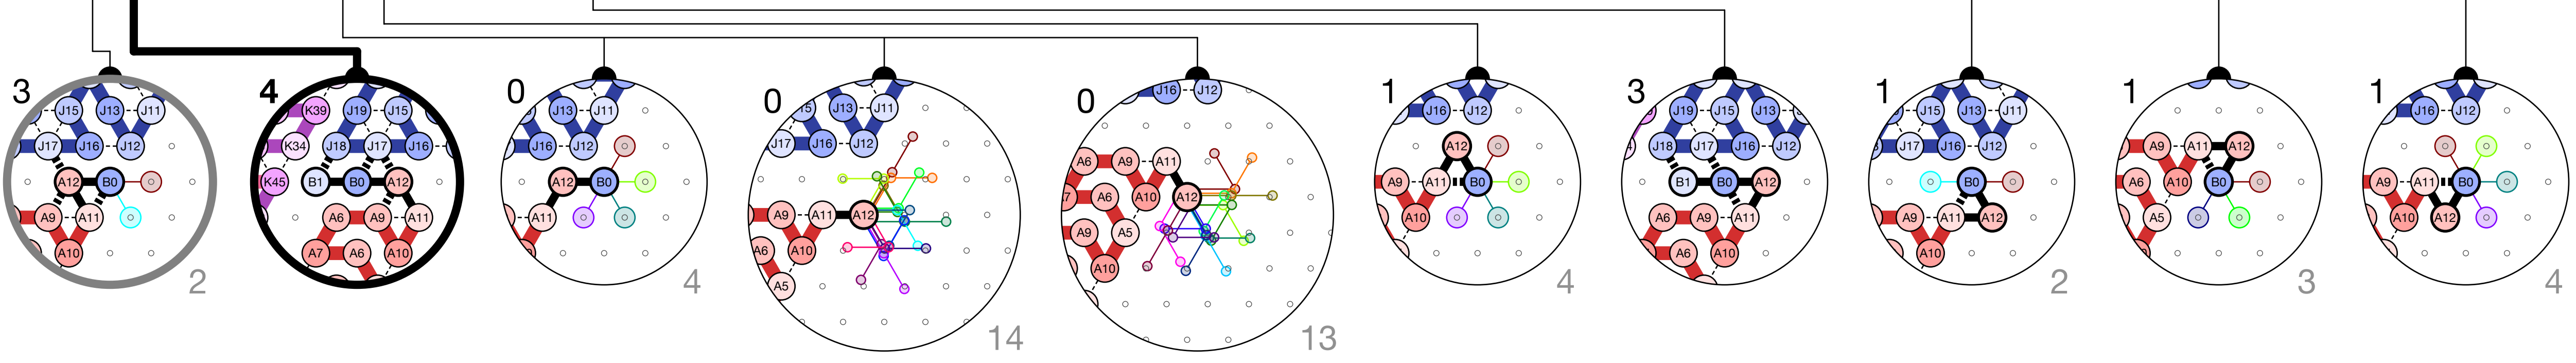 3
J15 J13 J11
J17 J16 J12
A12 B0
A9 A11
A10
2
4
K39 J19 J15
K34 J18 J17 J16
K45 B1 B0 A12
A6 A9 A11
A7 A6 A10
0
J13 J11
J16 J12
A12 B0
A11
4
0
J13 J11
J17 J16 J12
A9 A11 A12
A6 A10
A5
14
0
J16 J12
A6 A9 A11
A6 A10 A12
A9 A5
A10
13
1
J16 J12
A12
A9 A11 B0
A10
4
3
J19 J15 J13
J18 J17 J16 J12
B1 B0 A12
A6 A9 A11
A6 A10
1
J15 J13 J11
J17 J16 J12
B0
A9 A11 A12
A10
2
1
A9 A11 A12
A6 A10 B0
A5
3
1
J16 J12
A9 A11 B0
A10 A12
4